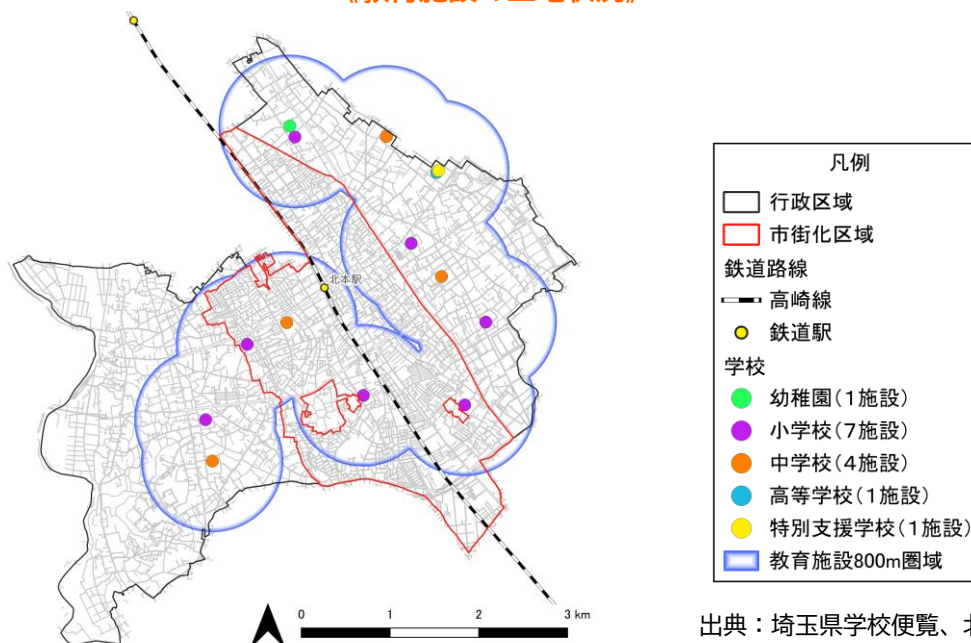 北本駅
凡例
行政区域
市街化区域
鉄道路線
高崎線
鉄道駅
学校
幼稚園(1施設)
小学校(7施設)
中学校(4施設)
高等学校(1施設)
特別支援学校(1施設)
教育施設800m圏域
0 1 2 3 km
出典:埼玉県学校便覧、